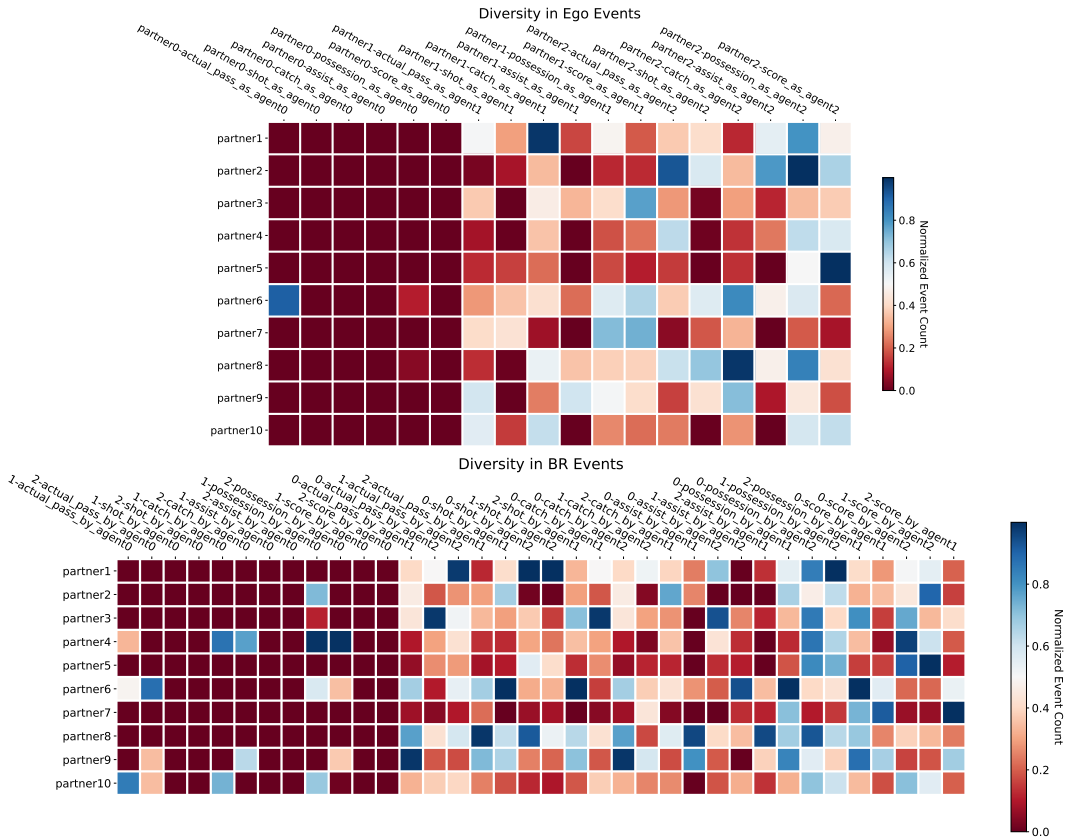 Diversity in Ego Events
partner0-actual_pass_as_agent0
partner0-shot_as_agent0
partner0-catch_as_agent0
partner0-assist_as_agent0
partner0-possession_as_agent0
partner0-score_as_agent0
partner1-actual_pass_as_agent1
partner1-shot_as_agent1
partner1-catch_as_agent1
partner1-assist_as_agent1
partner1-possession_as_agent1
partner1-score_as_agent1
partner2-actual_pass_as_agent2
partner2-shot_as_agent2
partner2-catch_as_agent2
partner2-assist_as_agent2
partner2-possession_as_agent2
partner2-score_as_agent2
partner1
partner2
partner3
partner4
partner5
partner6
partner7
partner8
partner9
partner10
0.8
0.6
0.4
0.2
0.0
Normalized Event Count
Diversity in BR Events
1-actual_pass_by_agent0
2-actual_pass_by_agent0
1-shot_by_agent0
2-shot_by_agent0
1-catch_by_agent0
2-catch_by_agent0
1-assist_by_agent0
2-assist_by_agent0
1-possession_by_agent0
2-possession_by_agent0
1-score_by_agent0
2-score_by_agent0
0-actual_pass_by_agent1
0-actual_pass_by_agent2
1-actual_pass_by_agent2
2-actual_pass_by_agent1
0-shot_by_agent1
0-shot_by_agent2
1-shot_by_agent2
2-shot_by_agent1
0-catch_by_agent1
0-catch_by_agent2
1-catch_by_agent2
2-catch_by_agent1
0-assist_by_agent1
0-assist_by_agent2
1-assist_by_agent2
2-assist_by_agent1
0-possession_by_agent1
0-possession_by_agent2
1-possession_by_agent2
2-possession_by_agent1
0-score_by_agent1
0-score_by_agent2
1-score_by_agent2
2-score_by_agent1
partner1
partner2
partner3
partner4
partner5
partner6
partner7
partner8
partner9
partner10
0.8
0.6
0.4
0.2
0.0
Normalized Event Count